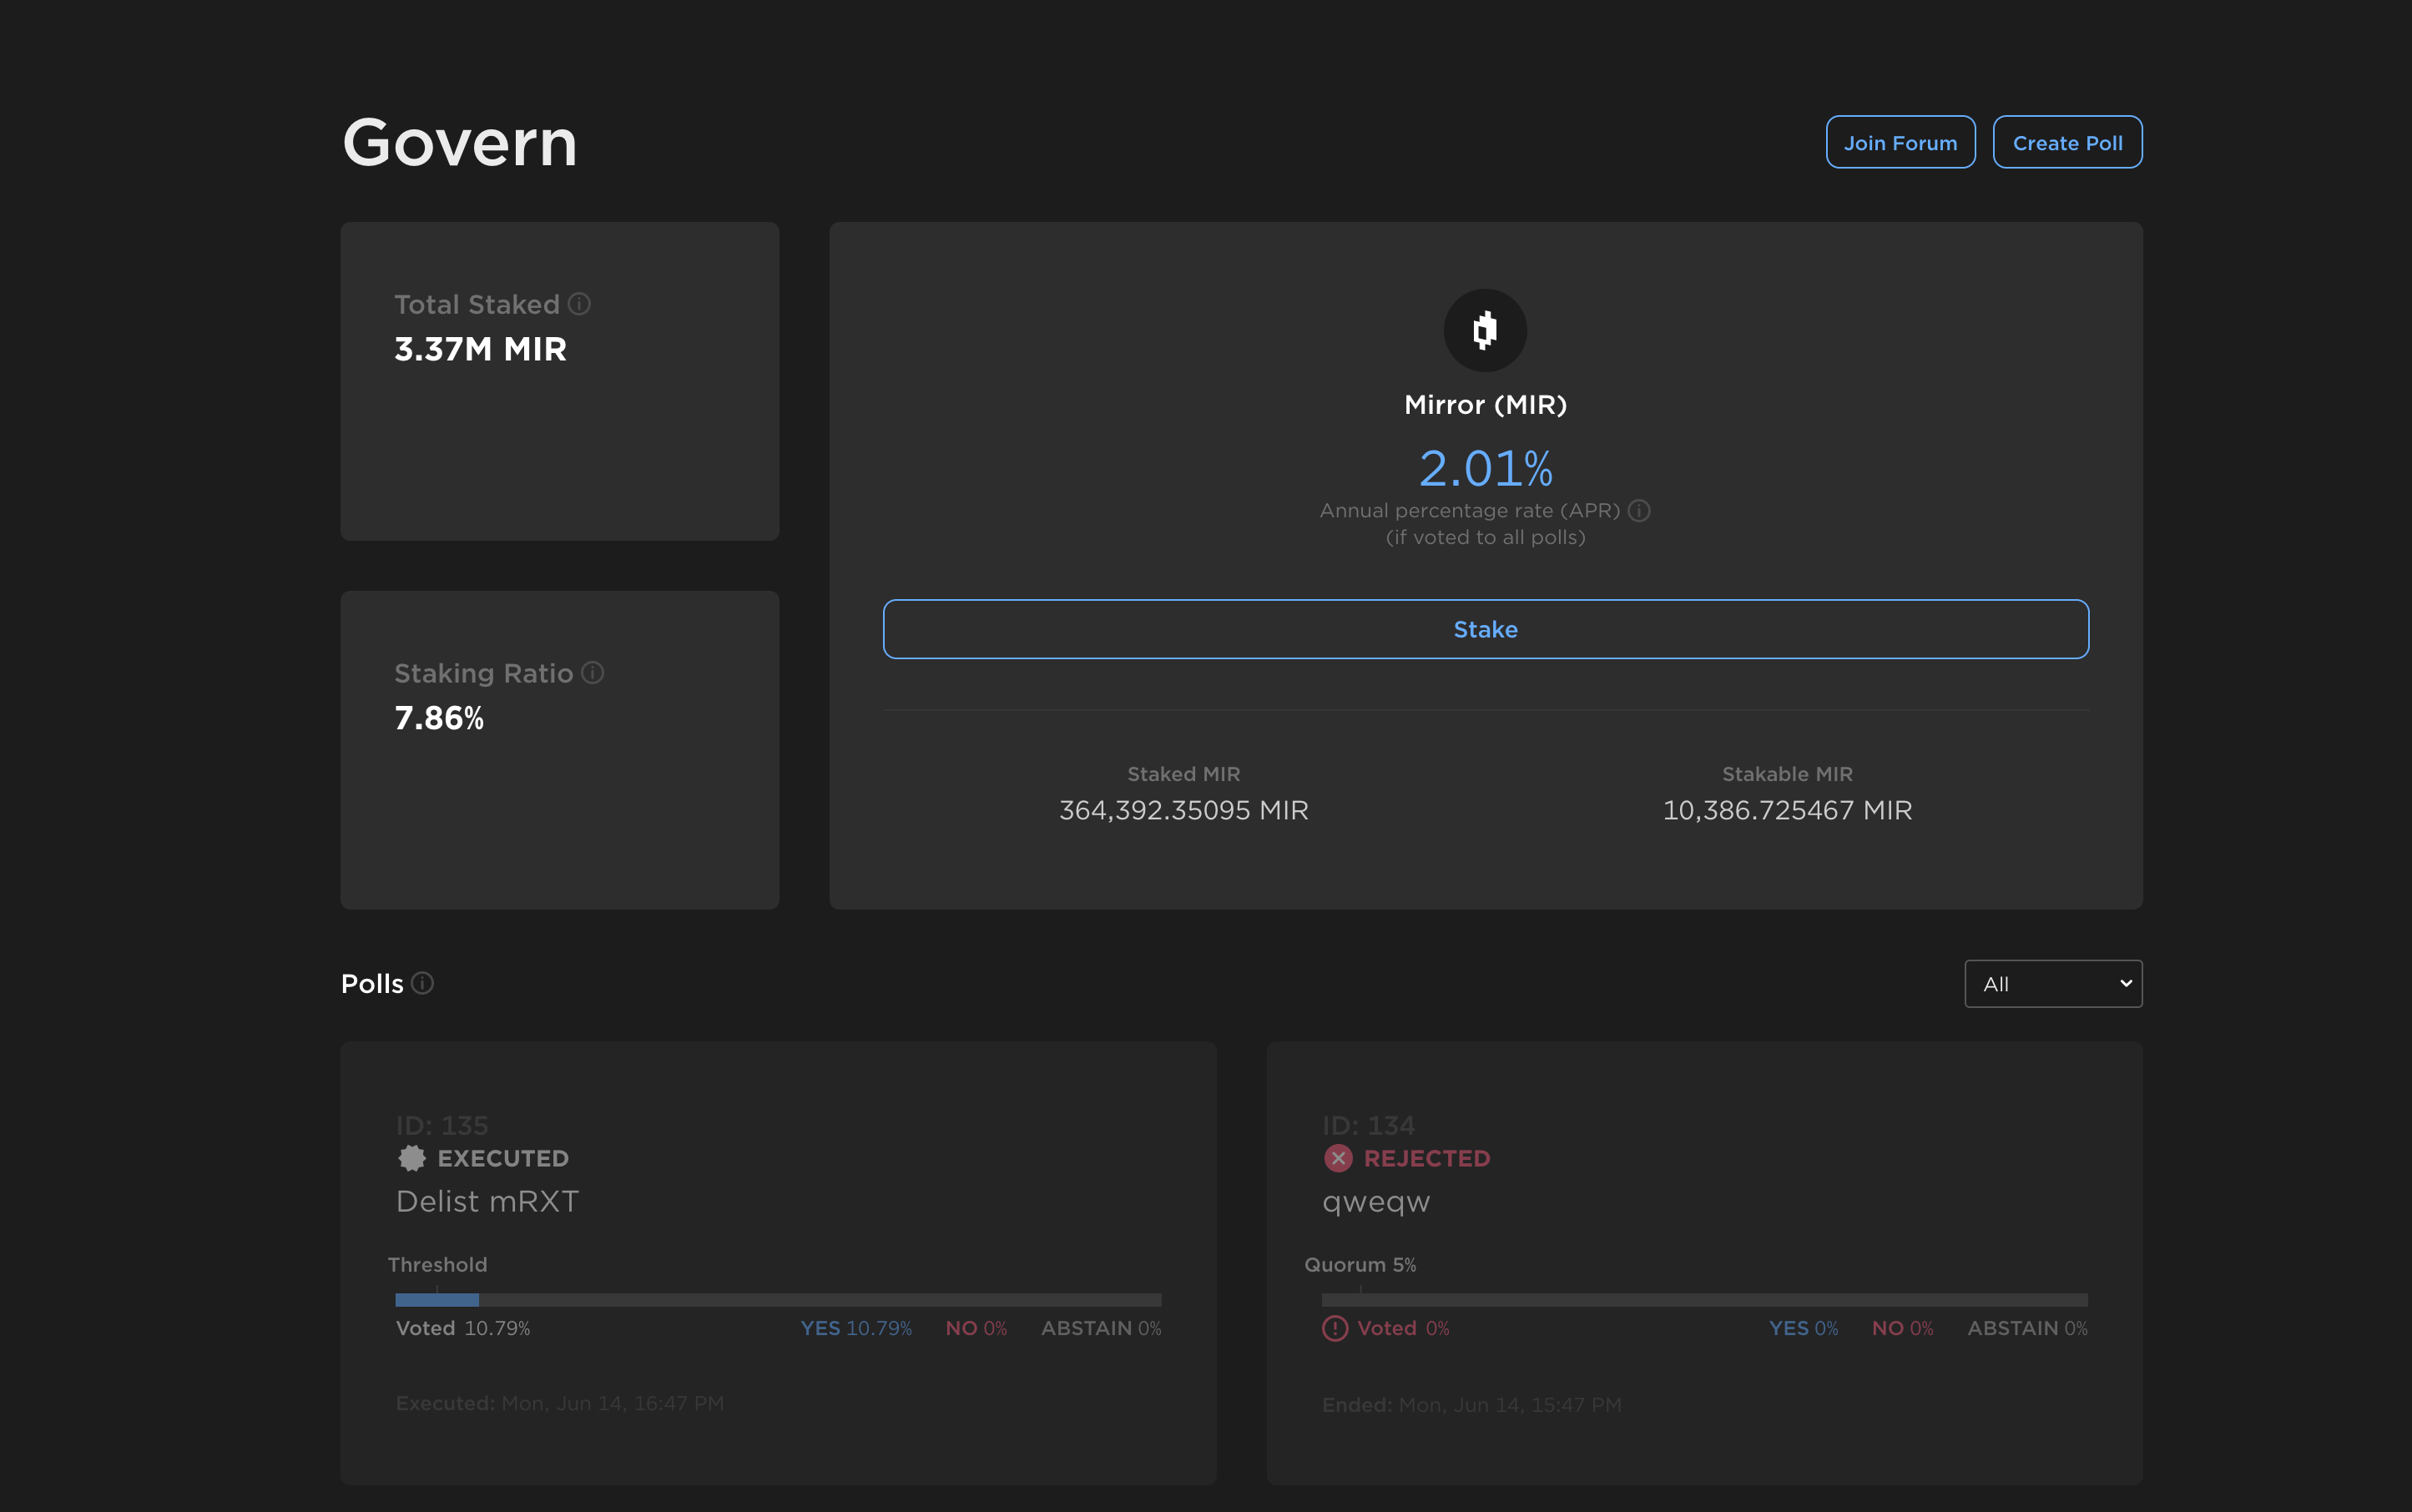 Govern
Join Forum
Create Poll
Total Staked
3.37M MIR
Staking Ratio
7.86%
Mirror (MIR)
2.01%
Annual percentage rate (APR)
(if voted to all polls)
Stake
Staked MIR
364,392.35095 MIR
Stakable MIR
10,386.725467 MIR
Polls
All
ID: 135
EXECUTED
Delist mRXT
Threshold
Voted 10.79%
YES 10.79% NO 0% ABSTAIN 0%
Executed: Mon, Jun 14, 16:47 PM
ID: 134
REJECTED
qweqw
Quorum 5%
Voted 0%
YES 0% NO 0% ABSTAIN 0%
Ended: Mon, Jun 14, 15:47 PM